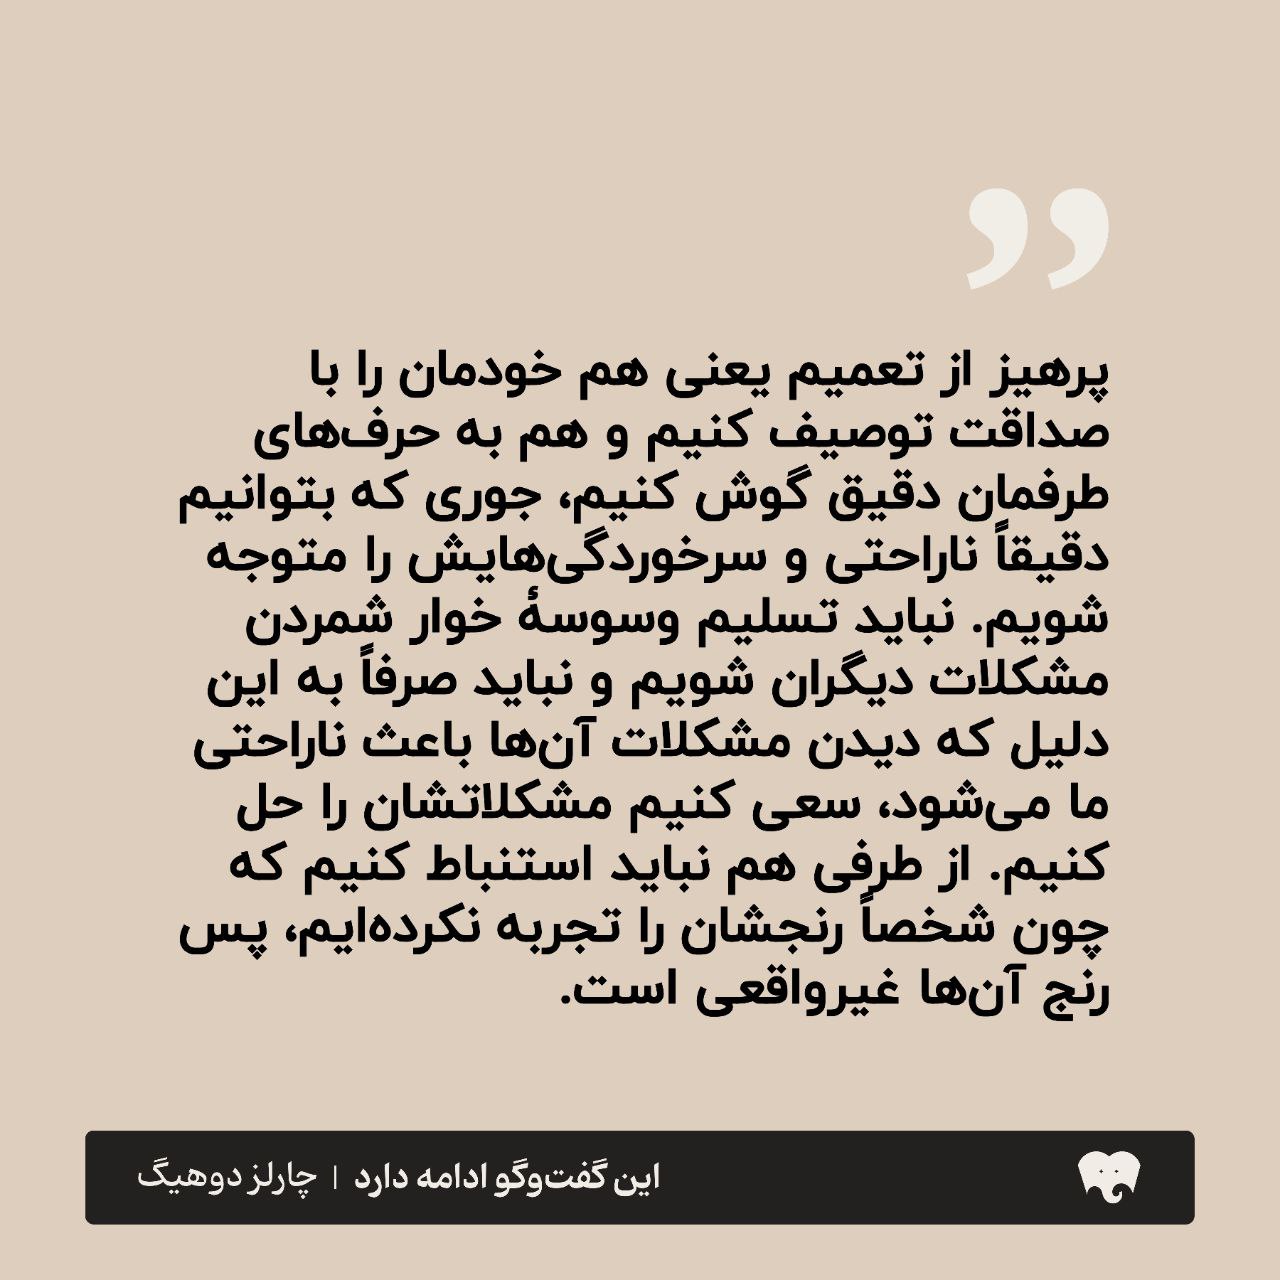 ”
پرهیز از تعمیم یعنی هم خودمان را با
صداقت توصیف کنیم و هم به حرف‌های
طرفمان دقیق گوش کنیم، جوری که بتوانیم
دقیقاً ناراحتی و سرخوردگی‌هایش را متوجه
شویم. نباید تسلیم وسوسهٔ خوار شمردن
مشکلات دیگران شویم و نباید صرفاً به این
دلیل که دیدن مشکلات آن‌ها باعث ناراحتی
ما می‌شود، سعی کنیم مشکلاتشان را حل
کنیم. از طرفی هم نباید استنباط کنیم که
چون شخصاً رنجشان را تجربه نکرده‌ایم، پس
رنج آن‌ها غیرواقعی است.
این گفت‌وگو ادامه دارد | چارلز دوهیگ